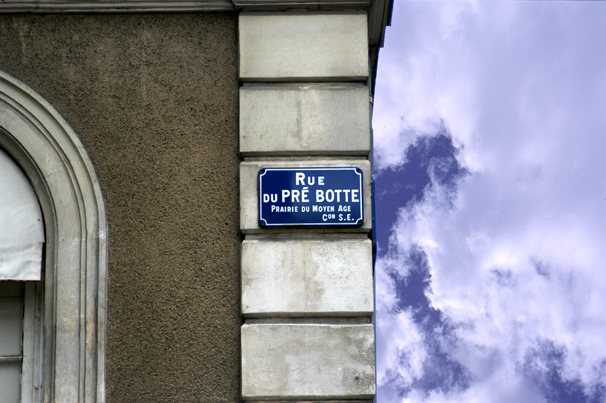 RUE
DU PRÉ BOTTE
PRAIRIE DU MOYEN AGE
CON S.E.